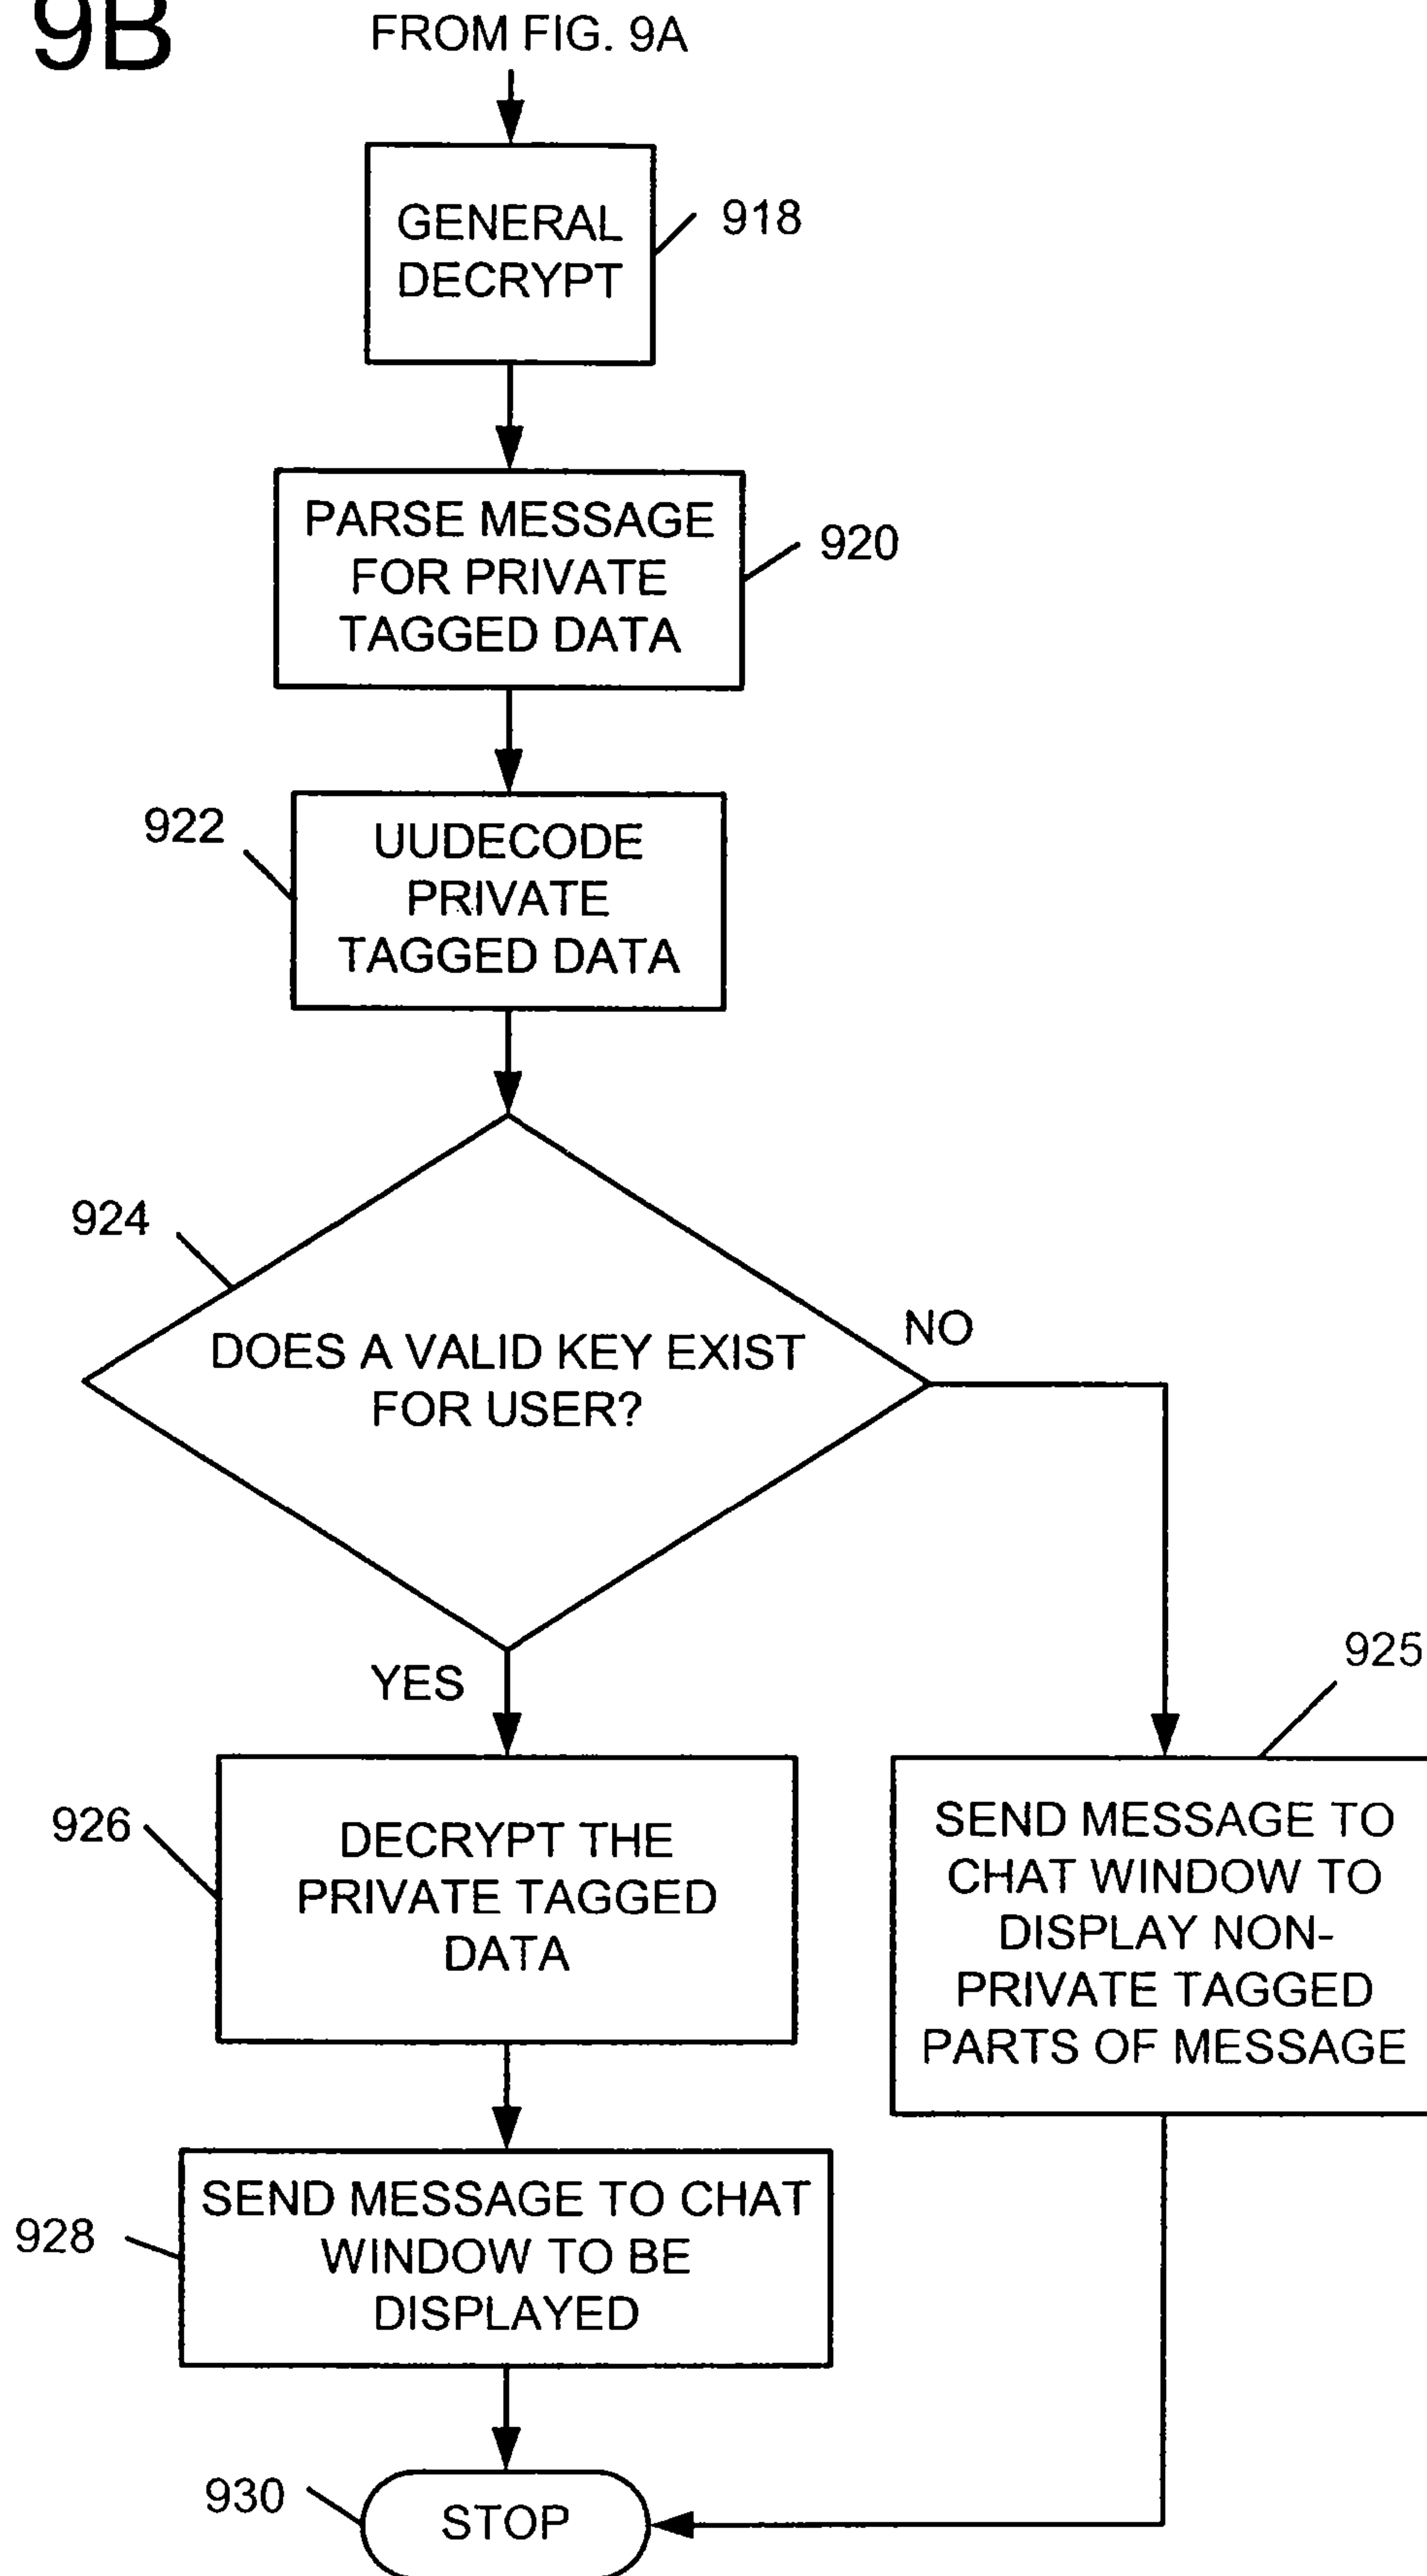 9B
FROM FIG. 9A
GENERAL
DECRYPT
918
PARSE MESSAGE
FOR PRIVATE
TAGGED DATA
920
922
UUDECODE
PRIVATE
TAGGED DATA
924
DOES A VALID KEY EXIST
FOR USER?
NO
YES
925
926
DECRYPT THE
PRIVATE TAGGED
DATA
SEND MESSAGE TO
CHAT WINDOW TO
DISPLAY NON-
PRIVATE TAGGED
PARTS OF MESSAGE
928
SEND MESSAGE TO CHAT
WINDOW TO BE
DISPLAYED
930
STOP